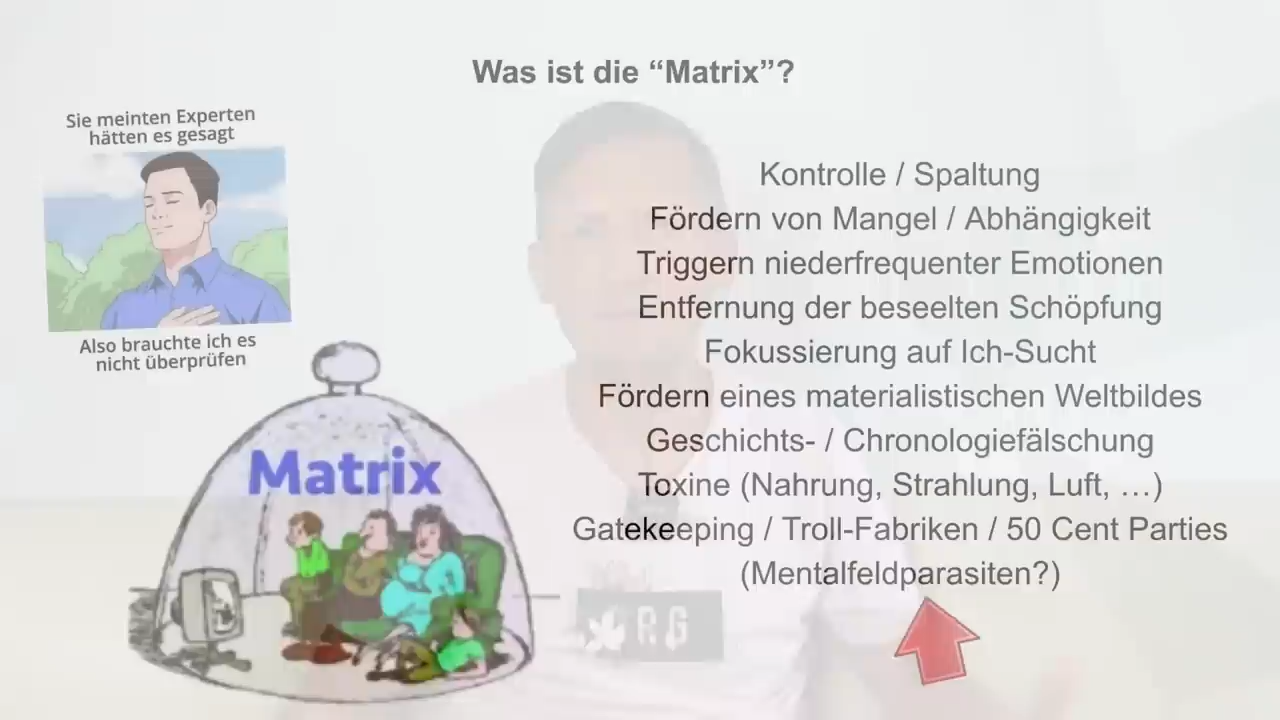 Was ist die “Matrix”?
Sie meinten Experten
hätten es gesagt
Also brauchte ich es
nicht überprüfen
Matrix
Kontrolle / Spaltung
Fördern von Mangel / Abhängigkeit
Triggern niederfrequenter Emotionen
Entfernung der beseelten Schöpfung
Fokussierung auf Ich-Sucht
Fördern eines materialistischen Weltbildes
Geschichts- / Chronologiefälschung
Toxine (Nahrung, Strahlung, Luft, …)
Gatekeeping / Troll-Fabriken / 50 Cent Parties
(Mentalfeldparasiten?)
RG